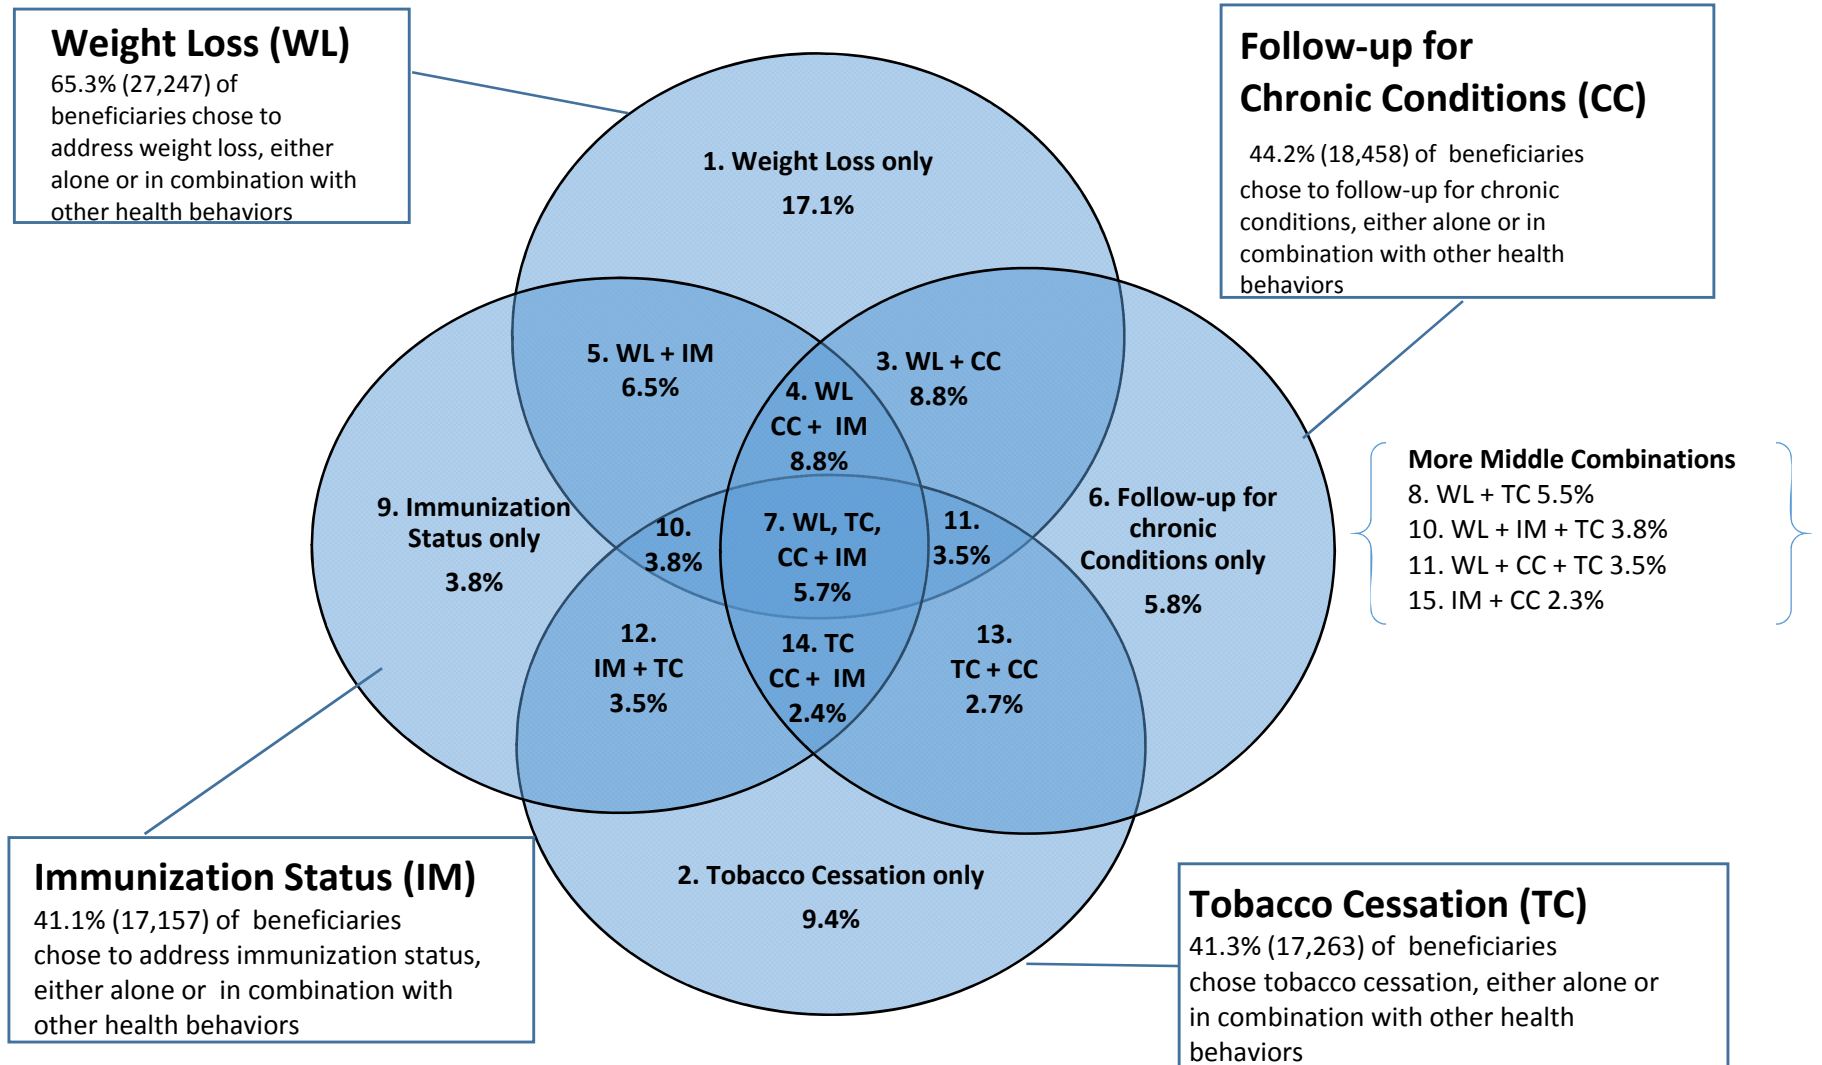 Weight Loss (WL)
65.3% (27,247) of
beneficiaries chose to
address weight loss, either
alone or in combination with
other health behaviors
Follow-up for
Chronic Conditions (CC)
44.2% (18,458) of beneficiaries
chose to follow-up for chronic
conditions, either alone or in
combination with other health
behaviors
1. Weight Loss only
17.1%
5. WL + IM
6.5%
4. WL
CC + IM
8.8%
3. WL + CC
8.8%
9. Immunization
Status only
3.8%
10.
3.8%
7. WL, TC,
CC + IM
5.7%
11.
3.5%
6. Follow-up for
chronic
Conditions only
5.8%
More Middle Combinations
8. WL + TC 5.5%
10. WL + IM + TC 3.8%
11. WL + CC + TC 3.5%
15. IM + CC 2.3%
12.
IM + TC
3.5%
14. TC
CC + IM
2.4%
13.
TC + CC
2.7%
2. Tobacco Cessation only
9.4%
Immunization Status (IM)
41.1% (17,157) of beneficiaries
chose to address immunization status,
either alone or in combination with
other health behaviors
Tobacco Cessation (TC)
41.3% (17,263) of beneficiaries
chose tobacco cessation, either alone or
in combination with other health
behaviors